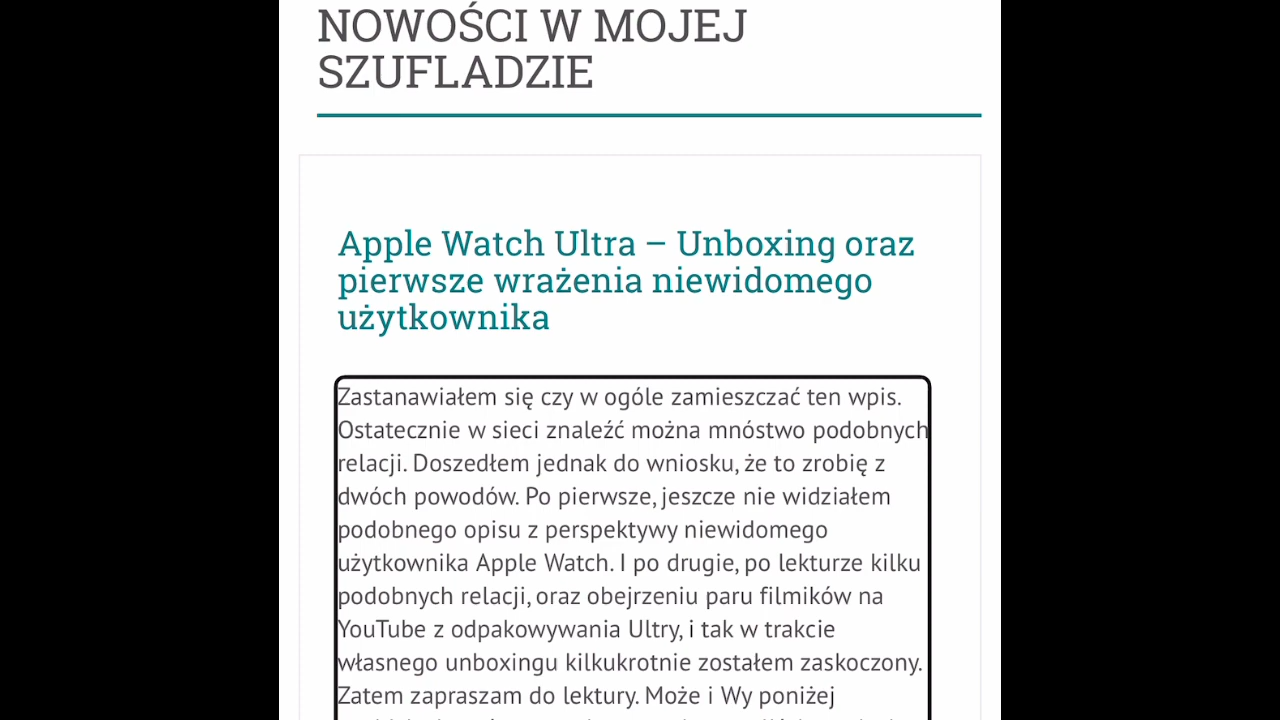 NOWOŚCI W MOJEJ
SZUFLADZIE
Apple Watch Ultra – Unboxing oraz
pierwsze wrażenia niewidomego
użytkownika
Zastanawiałem się czy w ogóle zamieszczać ten wpis.
Ostatecznie w sieci znaleźć można mnóstwo podobnych
relacji. Doszedłem jednak do wniosku, że to zrobię z
dwóch powodów. Po pierwsze, jeszcze nie widziałem
podobnego opisu z perspektywy niewidomego
użytkownika Apple Watch. I po drugie, po lekturze kilku
podobnych relacji, oraz obejrzeniu paru filmików na
YouTube z odpakowywania Ultry, i tak w trakcie
własnego unboxingu kilkukrotnie zostałem zaskoczony.
Zatem zapraszam do lektury. Może i Wy poniżej